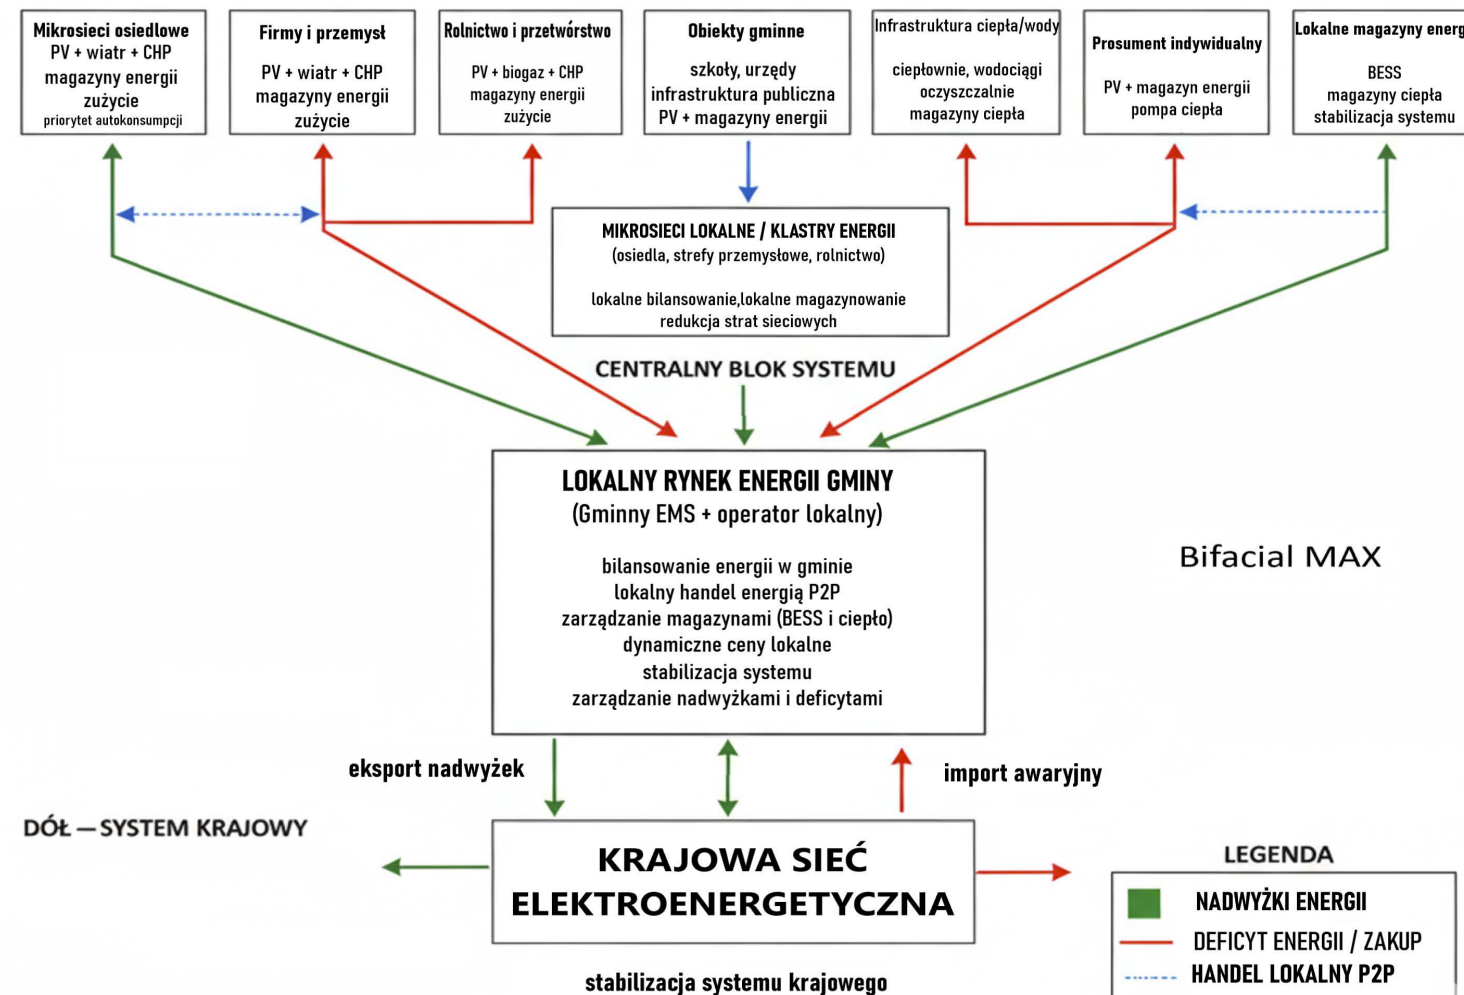 Mikrosieci osiedlowe
PV + wiatr + CHP
magazyny energii
zużycie
priorytet autokonsumpcji
Firmy i przemysł
PV + wiatr + CHP
magazyny energii
zużycie
Rolnictwo i przetwórstwo
PV + biogaz + CHP
magazyny energii
zużycie
Obiekty gminne
szkoły, urzędy
infrastruktura publiczna
PV + magazyny energii
Infrastruktura ciepła/wody
ciepłownie, wodociągi
oczyszczalnie
magazyny ciepła
Prosument indywidualny
PV + magazyn energii
pompa ciepła
Lokalne magazyny energ
BESS
magazyny ciepła
stabilizacja systemu
MIKROSIECI LOKALNE / KLASTRY ENERGII
(osiedla, strefy przemysłowe, rolnictwo)
lokalne bilansowanie,lokalne magazynowanie
redukcja strat sieciowych
CENTRALNY BLOK SYSTEMU
LOKALNY RYNEK ENERGII GMINY
(Gminny EMS + operator lokalny)
bilansowanie energii w gminie
lokalny handel energią P2P
zarządzanie magazynami (BESS i ciepło)
dynamiczne ceny lokalne
stabilizacja systemu
zarządzanie nadwyżkami i deficytami
Bifacial MAX
eksport nadwyżek
import awaryjny
DÓŁ — SYSTEM KRAJOWY
KRAJOWA SIEĆ
ELEKTROENERGETYCZNA
stabilizacja systemu krajowego
LEGENDA
NADWYŻKI ENERGII
DEFICYT ENERGII / ZAKUP
HANDEL LOKALNY P2P